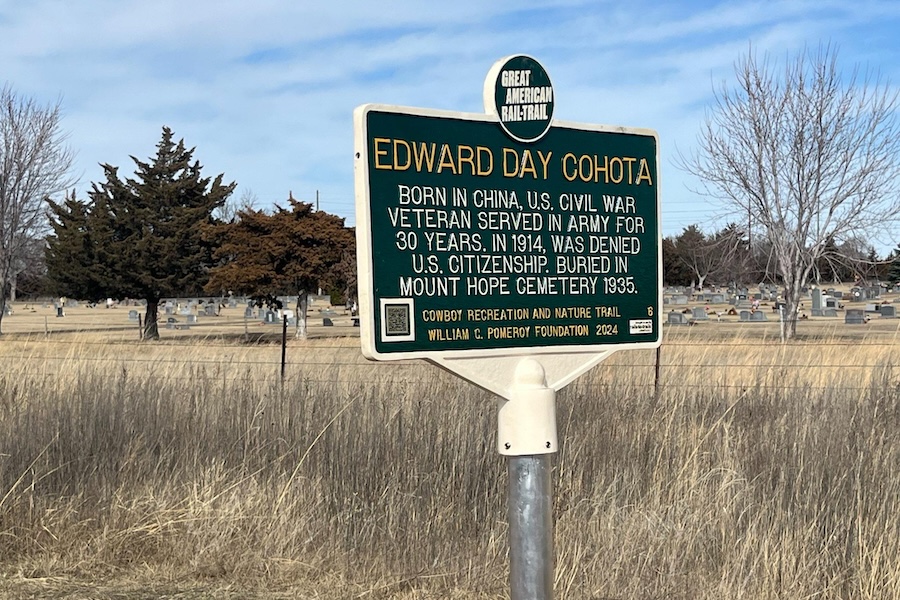 GREAT
AMERICAN
RAIL-TRAIL
EDWARD DAY COHOTA
BORN IN CHINA, U.S. CIVIL WAR
VETERAN SERVED IN ARMY FOR
30 YEARS. IN 1914, WAS DENIED
U.S. CITIZENSHIP. BURIED IN
MOUNT HOPE CEMETERY 1935.
COWBOY RECREATION AND NATURE TRAIL 6
WILLIAM G. POMEROY FOUNDATION 2024